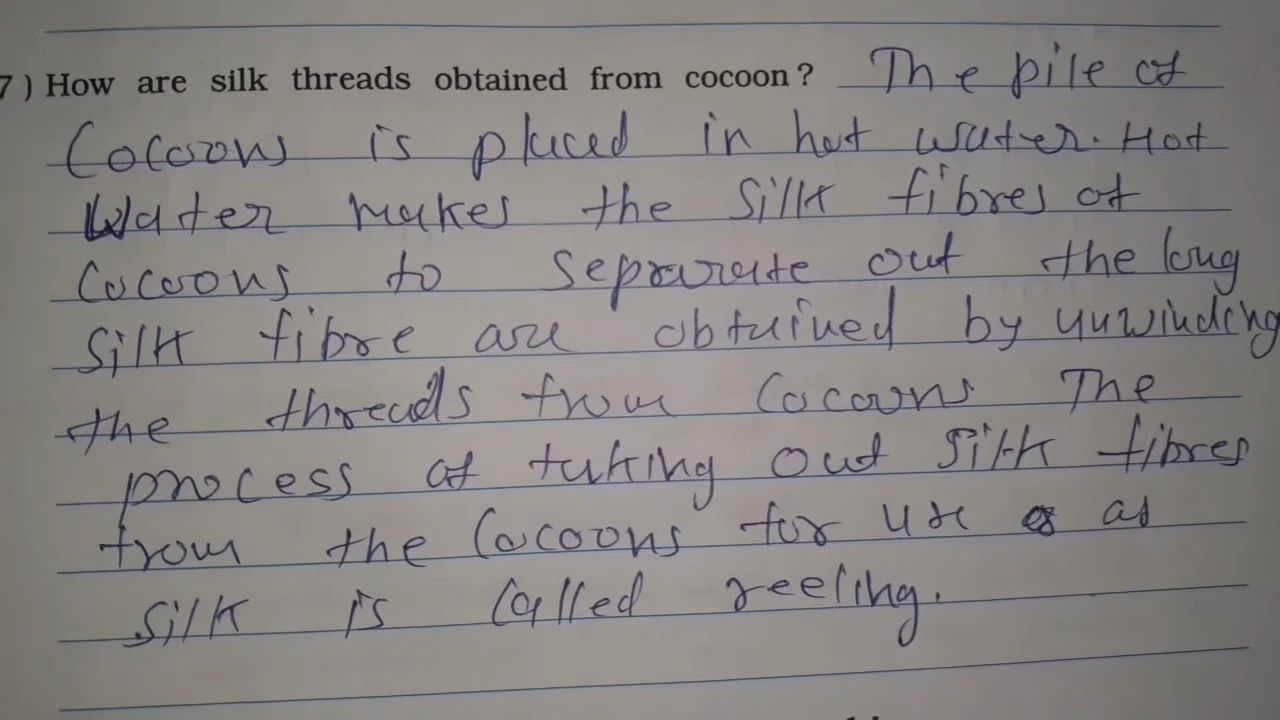 7 ) How are silk threads obtained from cocoon ? The pile of
Cocoons is placed in hot water. Hot
Water makes the silk fibres of
Cocoons to seprarate out the long
silk fibre are obtained by unwinding
the threads from Cocoons The
process of taking out silk fibres
from the Cocoons for use as
silk is called reeling.